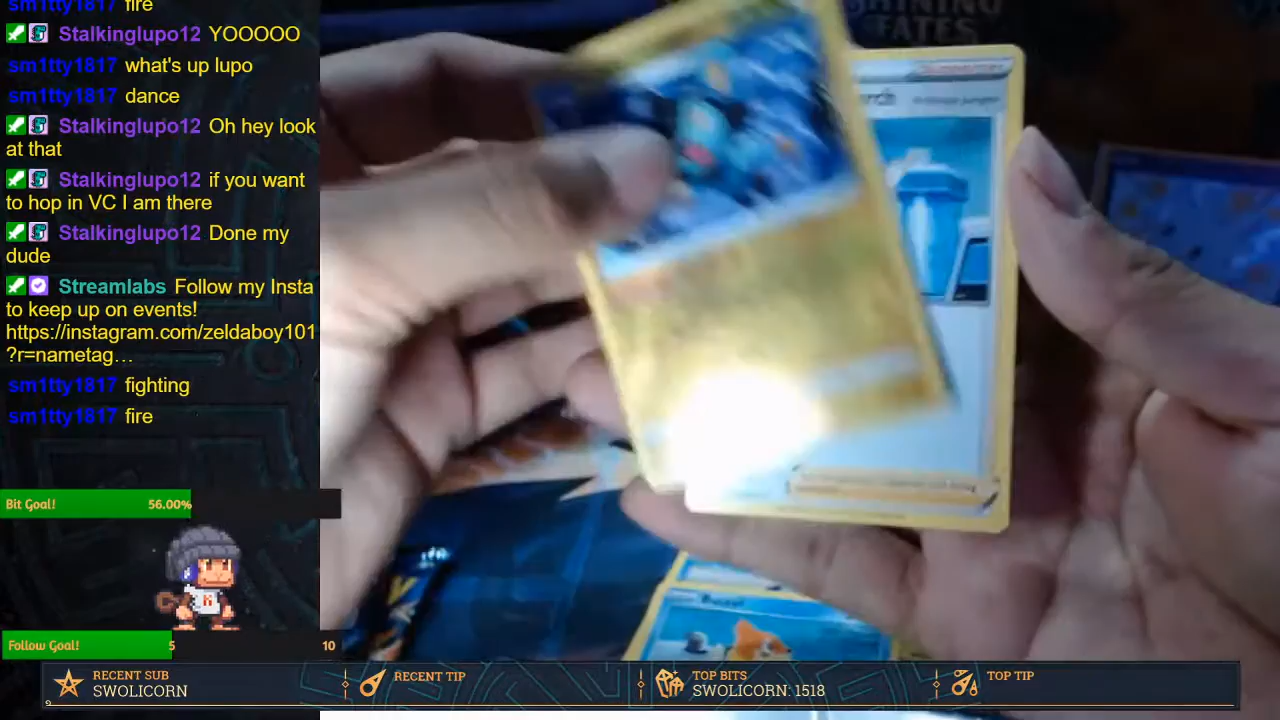 sm1tty1817 fire
Stalkinglupo12 YOOOOO
sm1tty1817 what's up lupo
sm1tty1817 dance
Stalkinglupo12 Oh hey look
at that
Stalkinglupo12 if you want
to hop in VC I am there
Stalkinglupo12 Done my
dude
Streamlabs Follow my Insta
to keep up on events!
https://instagram.com/zeldaboy101
?r=nametag…
sm1tty1817 fighting
sm1tty1817 fire
Bit Goal! 56.00%
Follow Goal! 5 10
SHINING
FATES
RECENT SUB
SWOLICORN
RECENT TIP
TOP BITS
SWOLICORN: 1518
TOP TIP